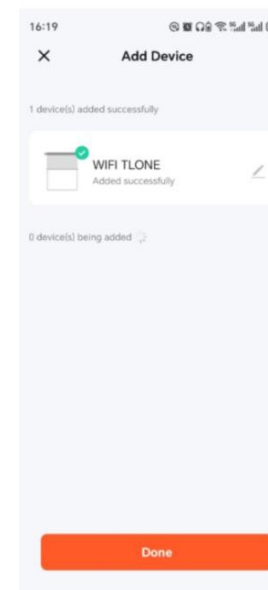 16:19
Add Device
1 device(s) added successfully
WIFI TLONE
Added successfully
0 device(s) being added
Done